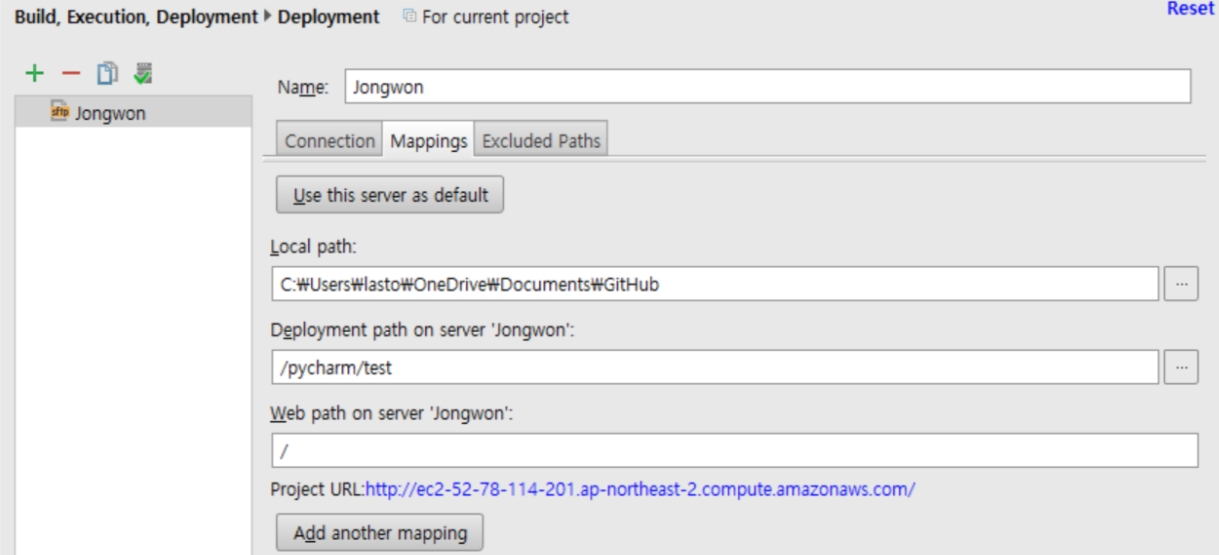 Build, Execution, Deployment ▸ Deployment For current project Reset
sftp Jongwon
Name: Jongwon
Connection Mappings Excluded Paths
Use this server as default
Local path:
C:₩Users₩lasto₩OneDrive₩Documents₩GitHub ...
Deployment path on server 'Jongwon':
/pycharm/test ...
Web path on server 'Jongwon':
/
Project URL:http://ec2-52-78-114-201.ap-northeast-2.compute.amazonaws.com/
Add another mapping